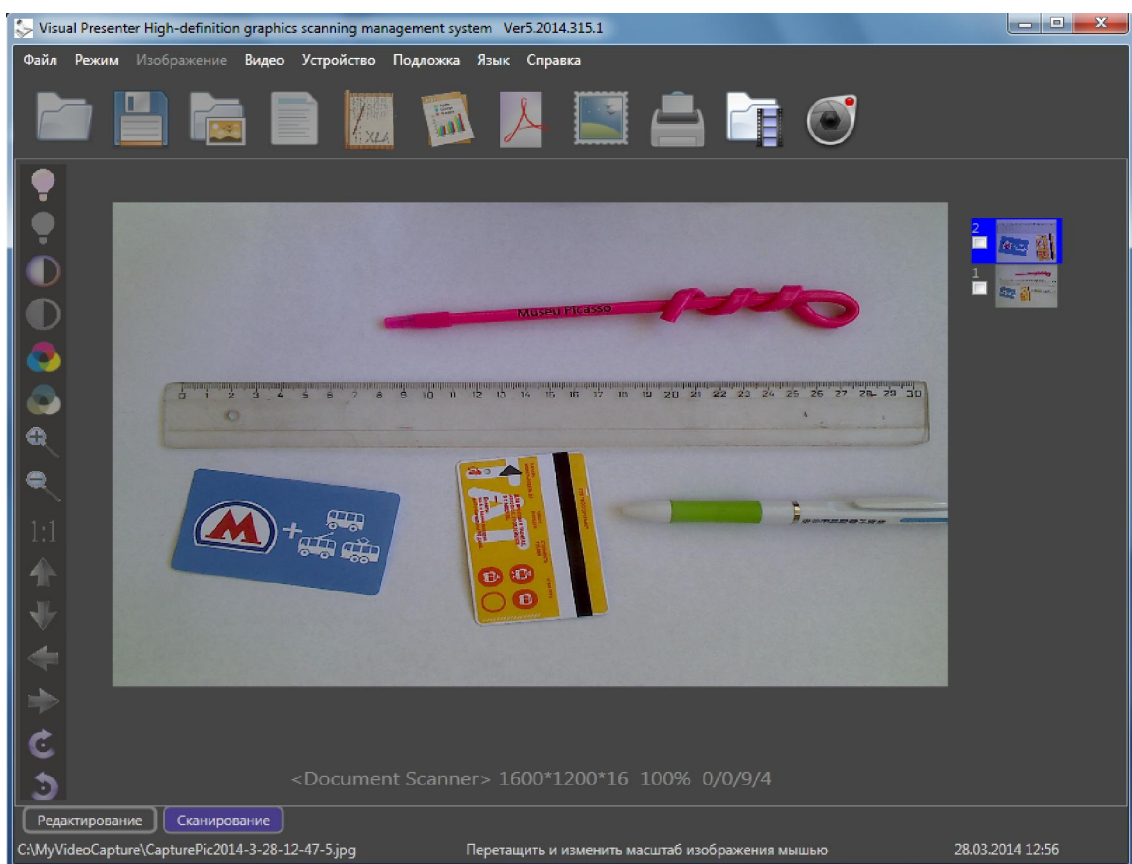 Visual Presenter High-definition graphics scanning management system Ver5.2014.315.1
Файл Режим Изображение Видео Устройство Подложка Язык Справка
2
1
Museu Picasso
0 1 2 3 4 5 6 7 8 9 10 11 12 13 14 15 16 17 18 19 20 21 22 23 24 25 26 27 28 29 30
М +
1:1
<Document Scanner> 1600*1200*16 100% 0/0/9/4
Редактирование Сканирование
C:\MyVideoCapture\CapturePic2014-3-28-12-47-5.jpg Перетащить и изменить масштаб изображения мышью 28.03.2014 12:56